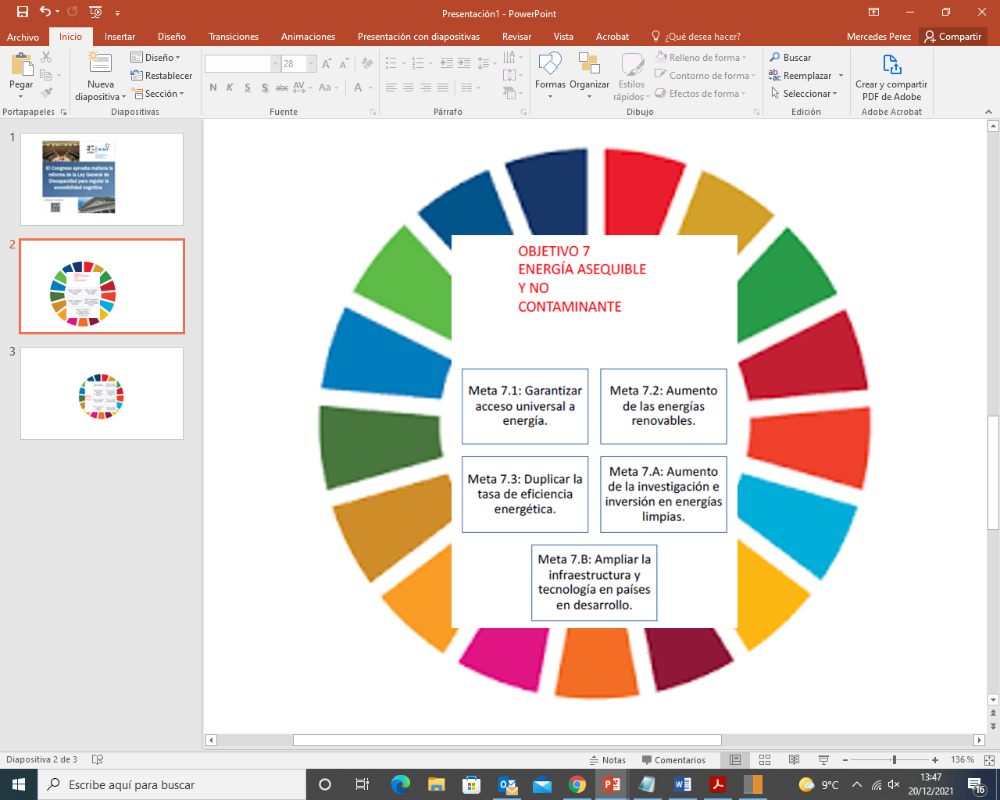 Presentación1 - PowerPoint
Archivo
Inicio
Insertar
Diseño
Transiciones
Animaciones
Presentación con diapositivas
Revisar
Vista
Acrobat
¿Qué desea hacer?
Mercedes Perez
Compartir
Pegar
Portapapeles
Nueva
diapositiva
Diseño
Restablecer
Sección
Diapositivas
28
N K S S abc AV Aa A
Fuente
Párrafo
Formas
Organizar
Estilos
rápidos
Relleno de forma
Contorno de forma
Efectos de forma
Dibujo
Buscar
Reemplazar
Seleccionar
Edición
Crear y compartir
PDF de Adobe
Adobe Acrobat
1
El Congreso aprueba mañana la
reforma de la Ley General de
Discapacidad para regular la
accesibilidad cognitiva
2
3
OBJETIVO 7
ENERGÍA ASEQUIBLE
Y NO
CONTAMINANTE
Meta 7.1: Garantizar
acceso universal a
energía.
Meta 7.2: Aumento
de las energías
renovables.
Meta 7.3: Duplicar la
tasa de eficiencia
energética.
Meta 7.A: Aumento
de la investigación e
inversión en energías
limpias.
Meta 7.B: Ampliar la
infraestructura y
tecnología en países
en desarrollo.
Diapositiva 2 de 3
Notas
Comentarios
136 %
Escribe aquí para buscar
9°C
13:47
20/12/2021
16